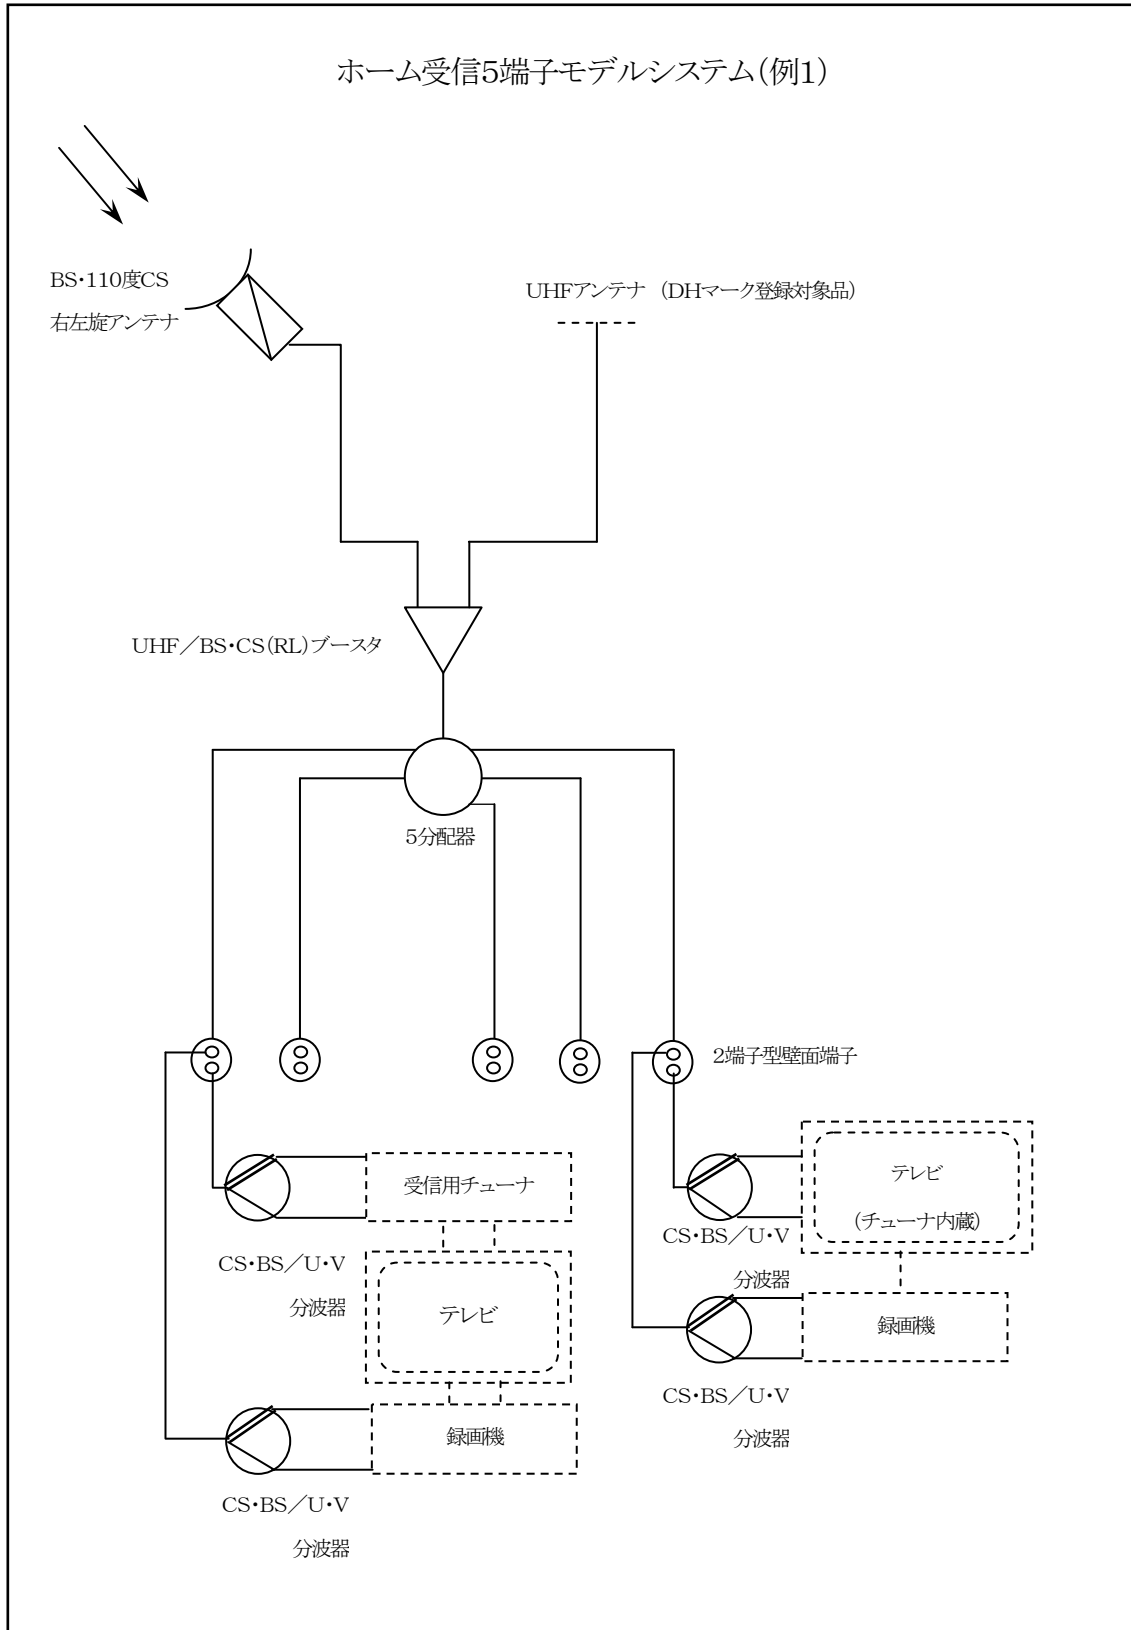 ホーム受信5端子モデルシステム(例1)
BS・110度CS
右左旋アンテナ
UHFアンテナ (DHマーク登録対象品)
UHF/BS・CS(RL)ブースタ
5分配器
2端子型壁面端子
受信用チューナ
CS・BS/U・V
分波器
テレビ
録画機
CS・BS/U・V
分波器
テレビ
(チューナ内蔵)
CS・BS/U・V
分波器
録画機
CS・BS/U・V
分波器